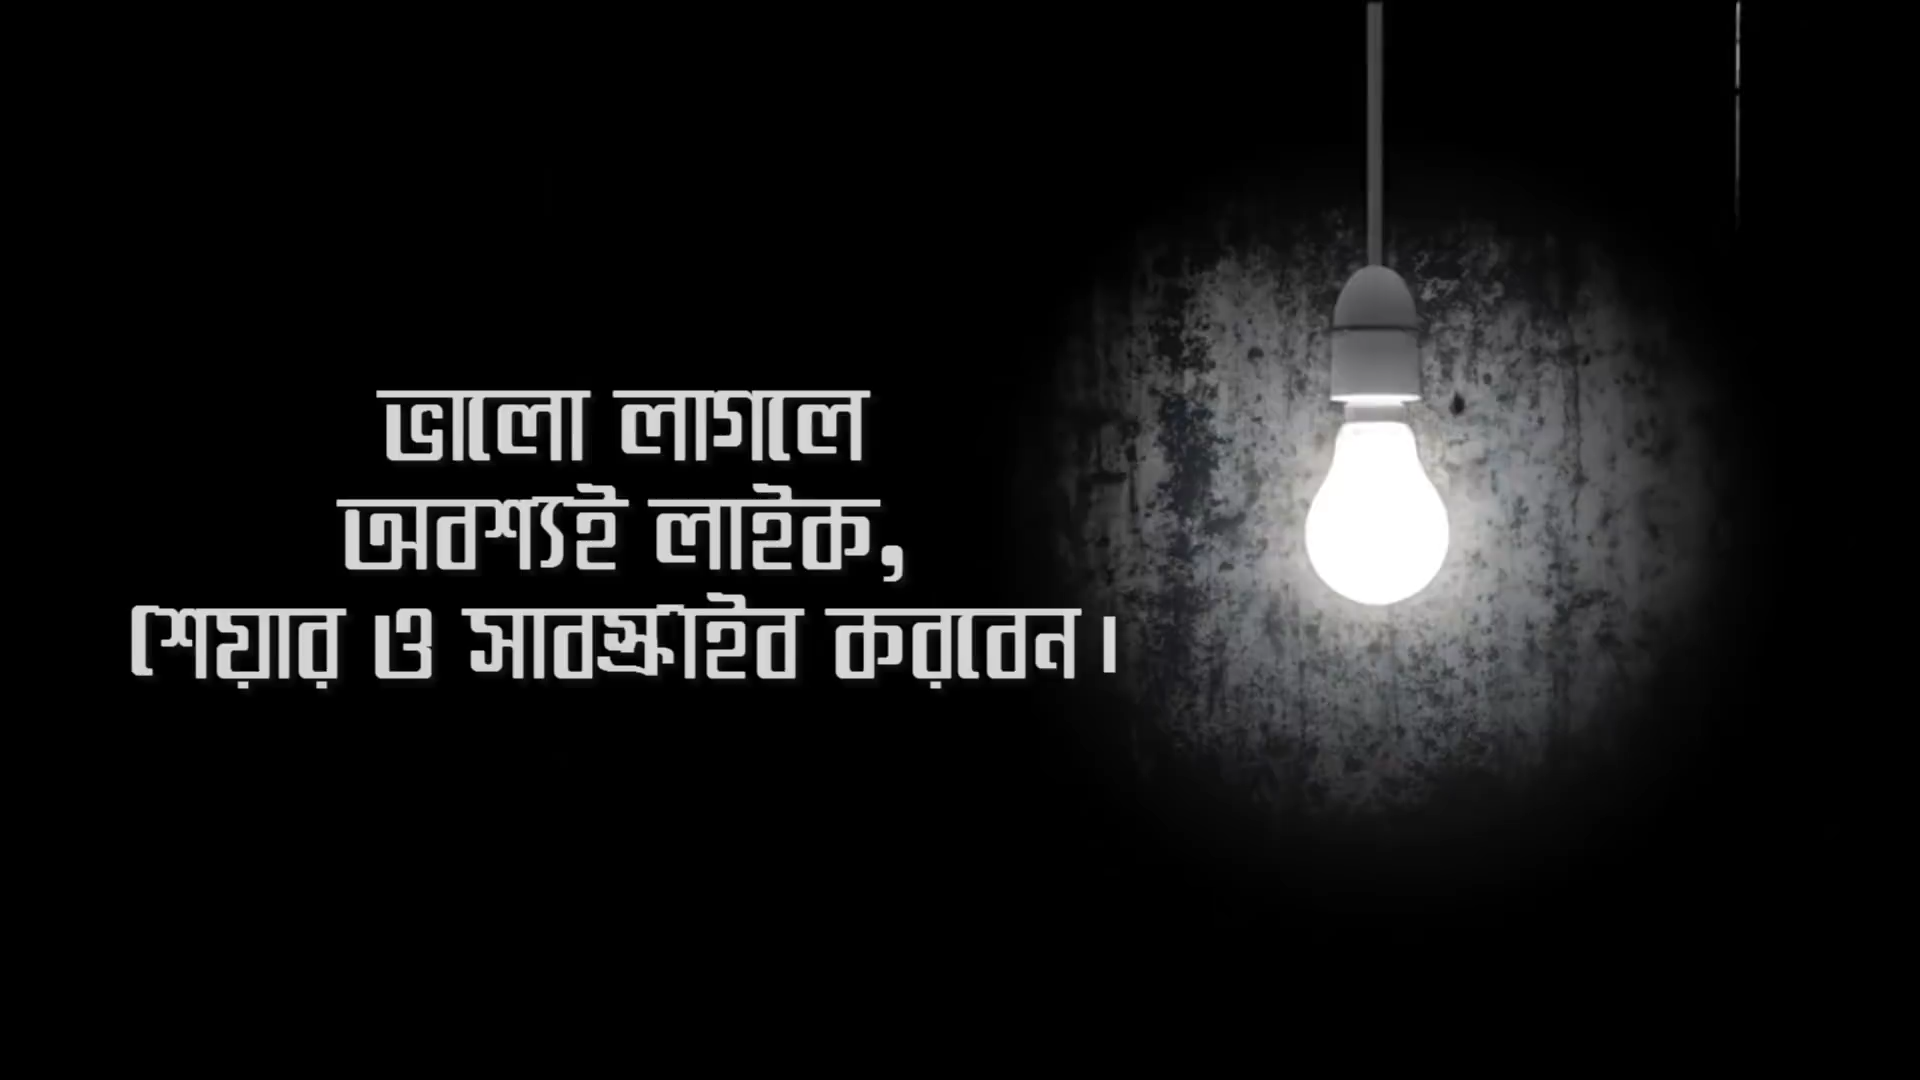 ভালো লাগলে
অবশ্যই লাইক,
শেয়ার ও সাবস্ক্রাইব করবেন।